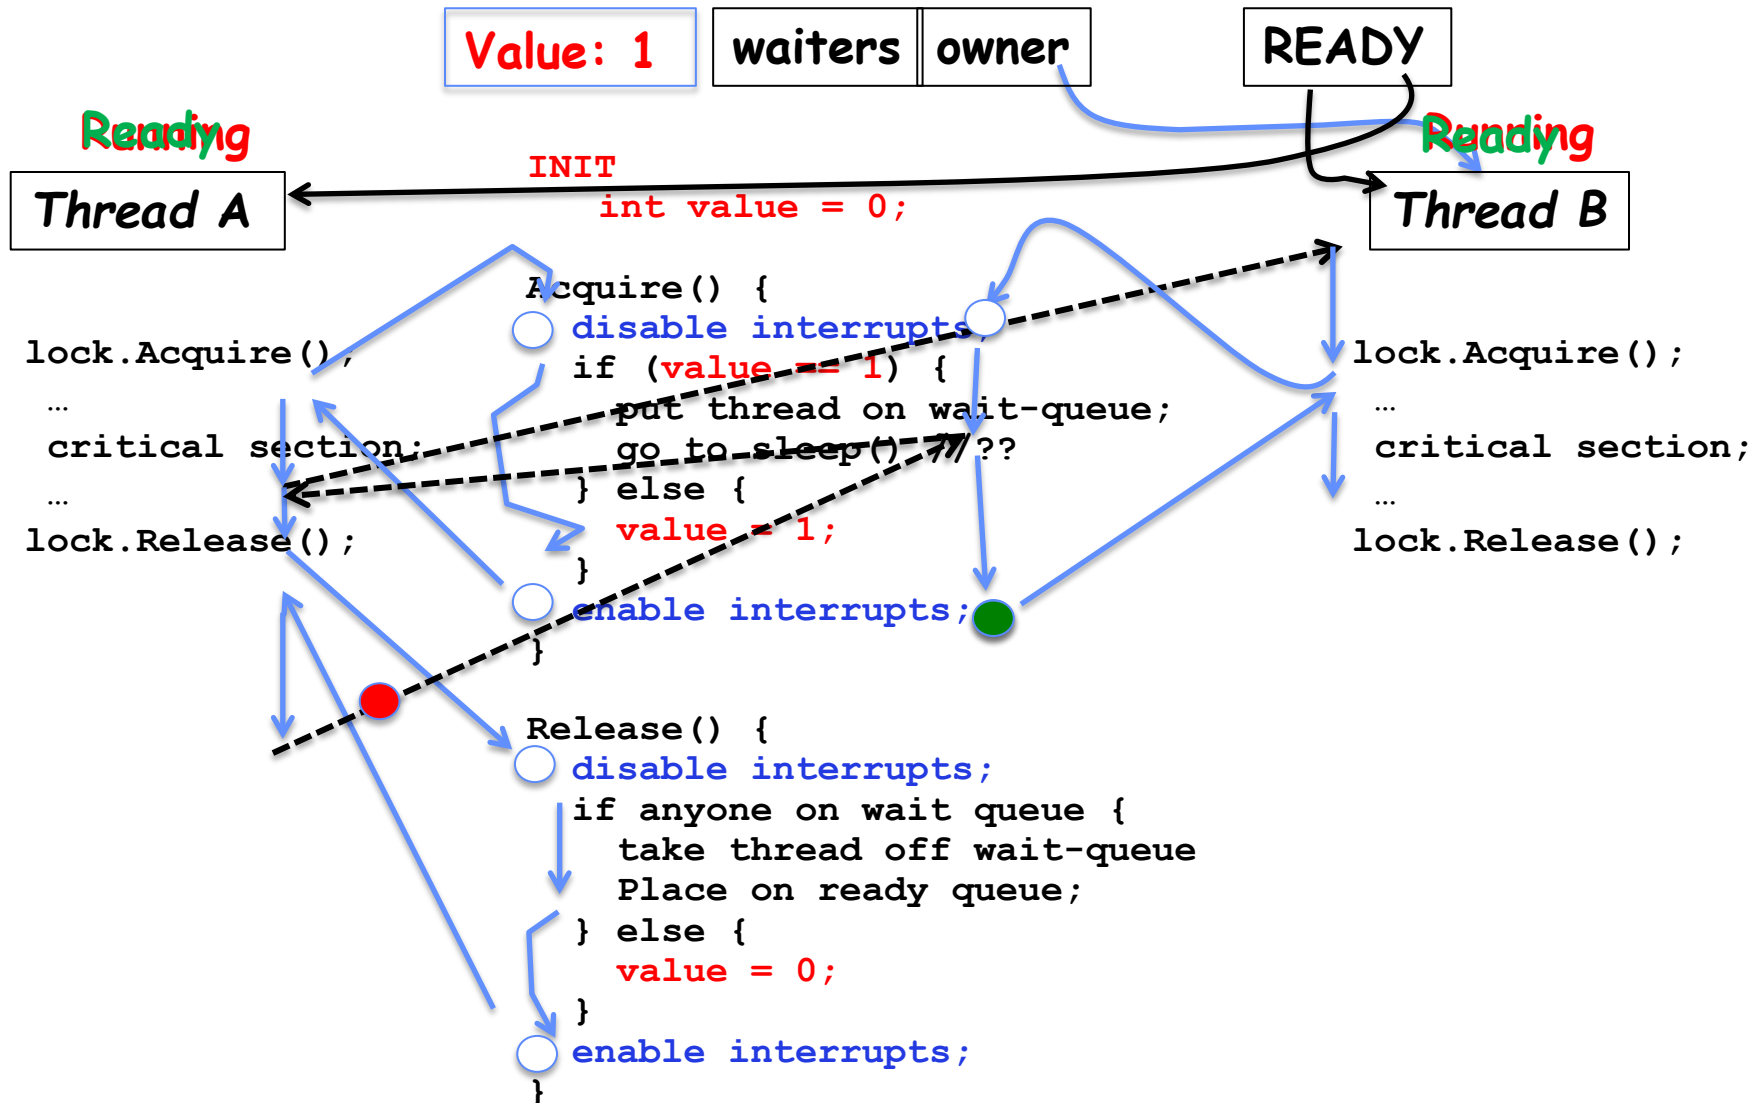 Value: 1 waiters owner READY
Ready Running Ready Running
Thread A INIT Thread B
int value = 0;
Acquire() {
disable interrupts;
lock.Acquire();
…
critical section;
…
lock.Release();
if (value == 1) {
put thread on wait-queue;
go to sleep() //??
} else {
value = 1;
}
enable interrupts;
}
lock.Acquire();
…
critical section;
…
lock.Release();
Release() {
disable interrupts;
if anyone on wait queue {
take thread off wait-queue
Place on ready queue;
} else {
value = 0;
}
enable interrupts;
}